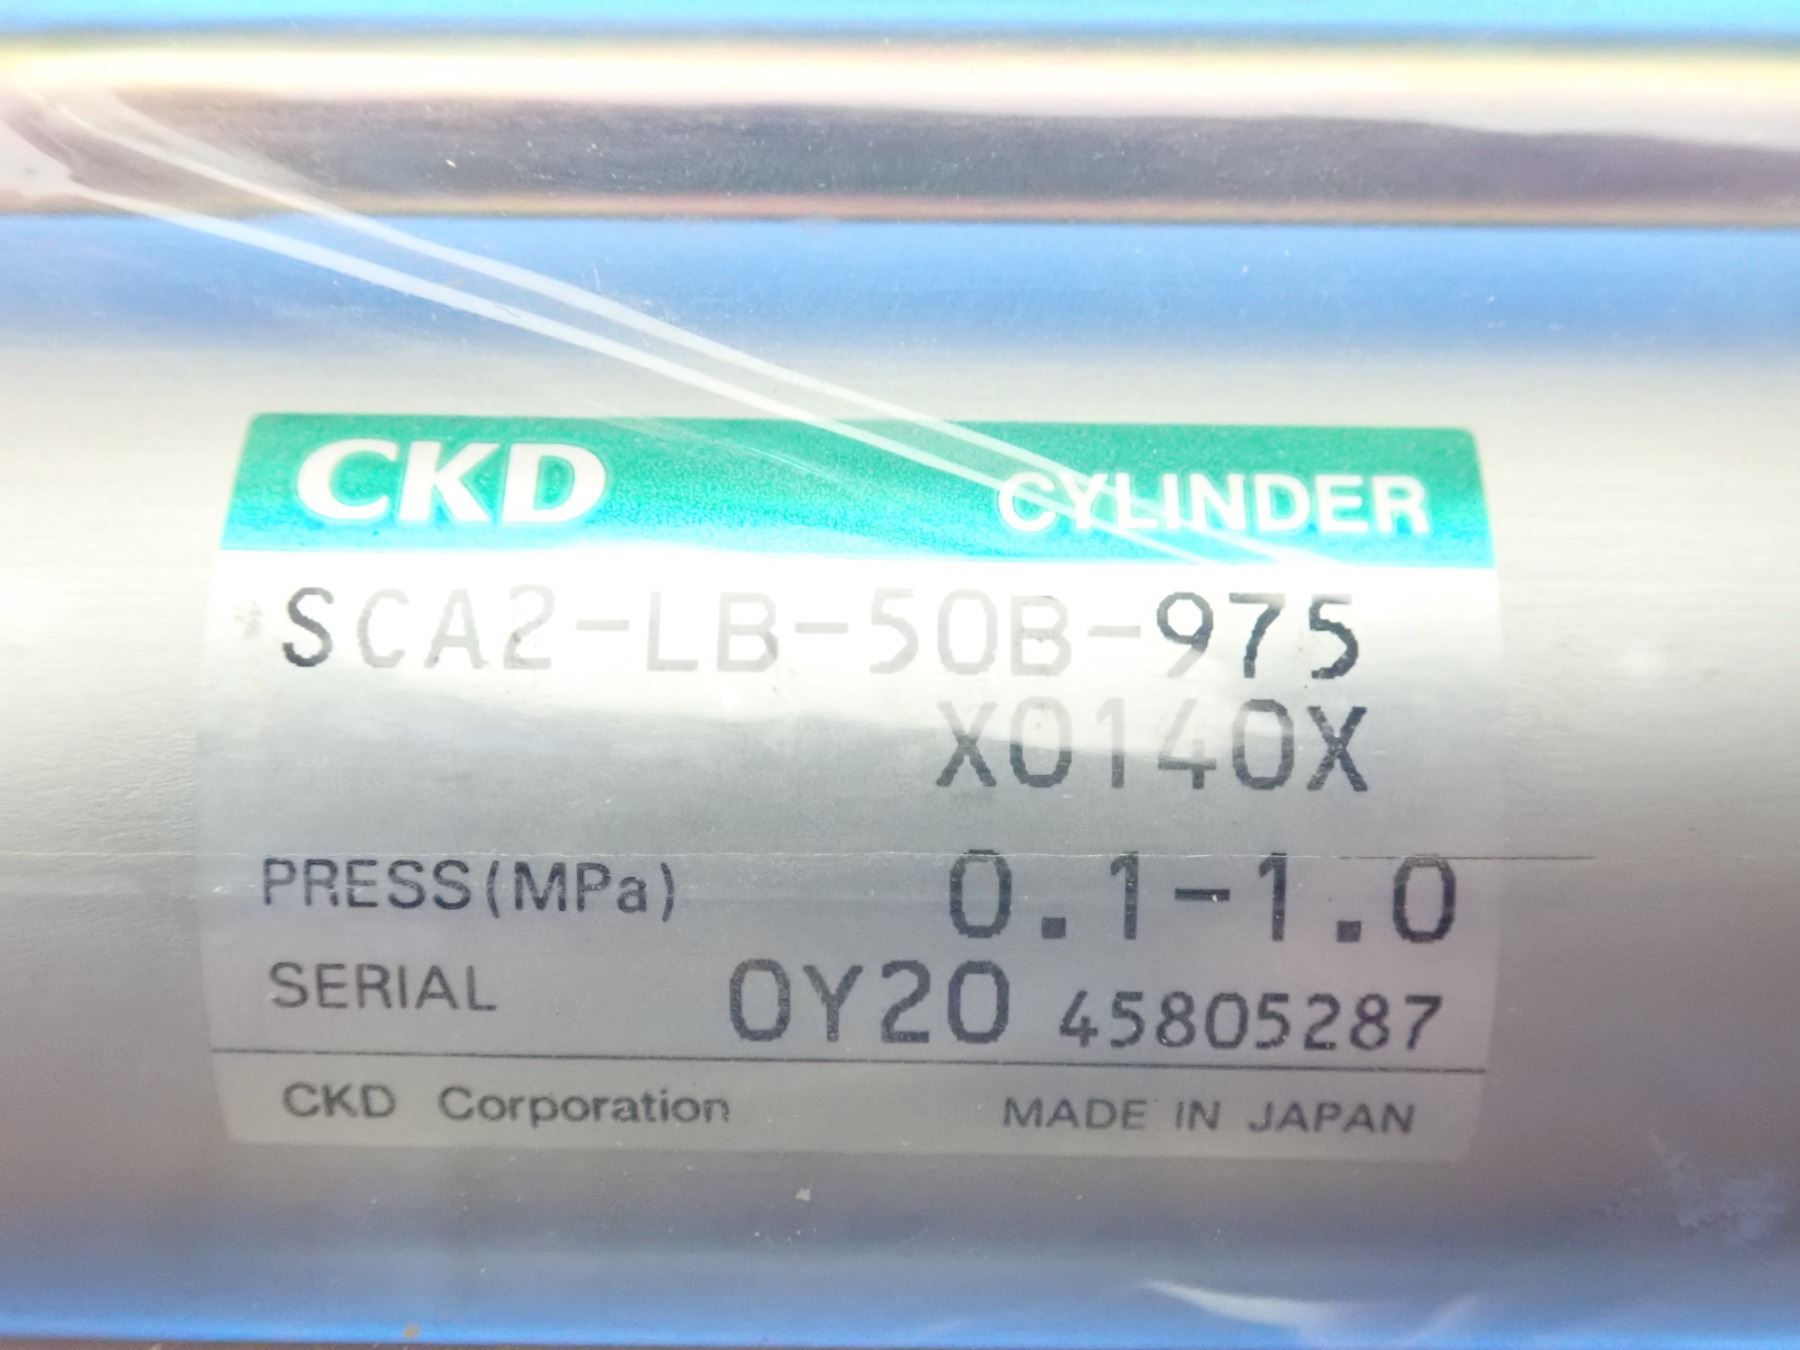 CKD CYLINDER
SCA2-LB-50B-975
X0140X
PRESS(MPa) 0.1-1.0
SERIAL 0Y20 45805287
CKD Corporation MADE IN JAPAN